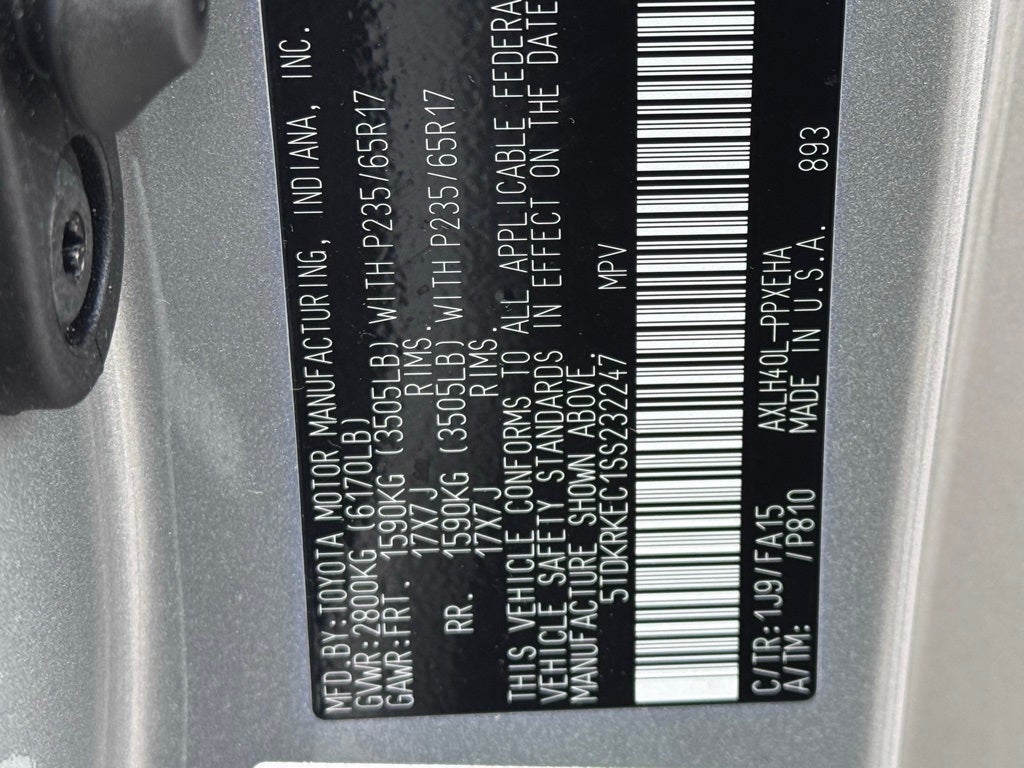 MFD.BY:TOYOTA MOTOR MANUFACTURING, INDIANA, INC.
GVWR:2800KG (6170LB)
GAWR:FRT. 1590KG (3505LB) WITH P235/65R17
17X7J RIMS.
RR. 1590KG (3505LB) WITH P235/65R17
17X7J RIMS.
THIS VEHICLE CONFORMS TO ALL APPLICABLE FEDERA
VEHICLE SAFETY STANDARDS IN EFFECT ON THE DATE
MANUFACTURE SHOWN ABOVE.
5TDKRKEC1SS232247 MPV
C/TR:1J9/FA15 AXLH40L-PPXEHA
A/TM: /P810 MADE IN U.S.A. 893